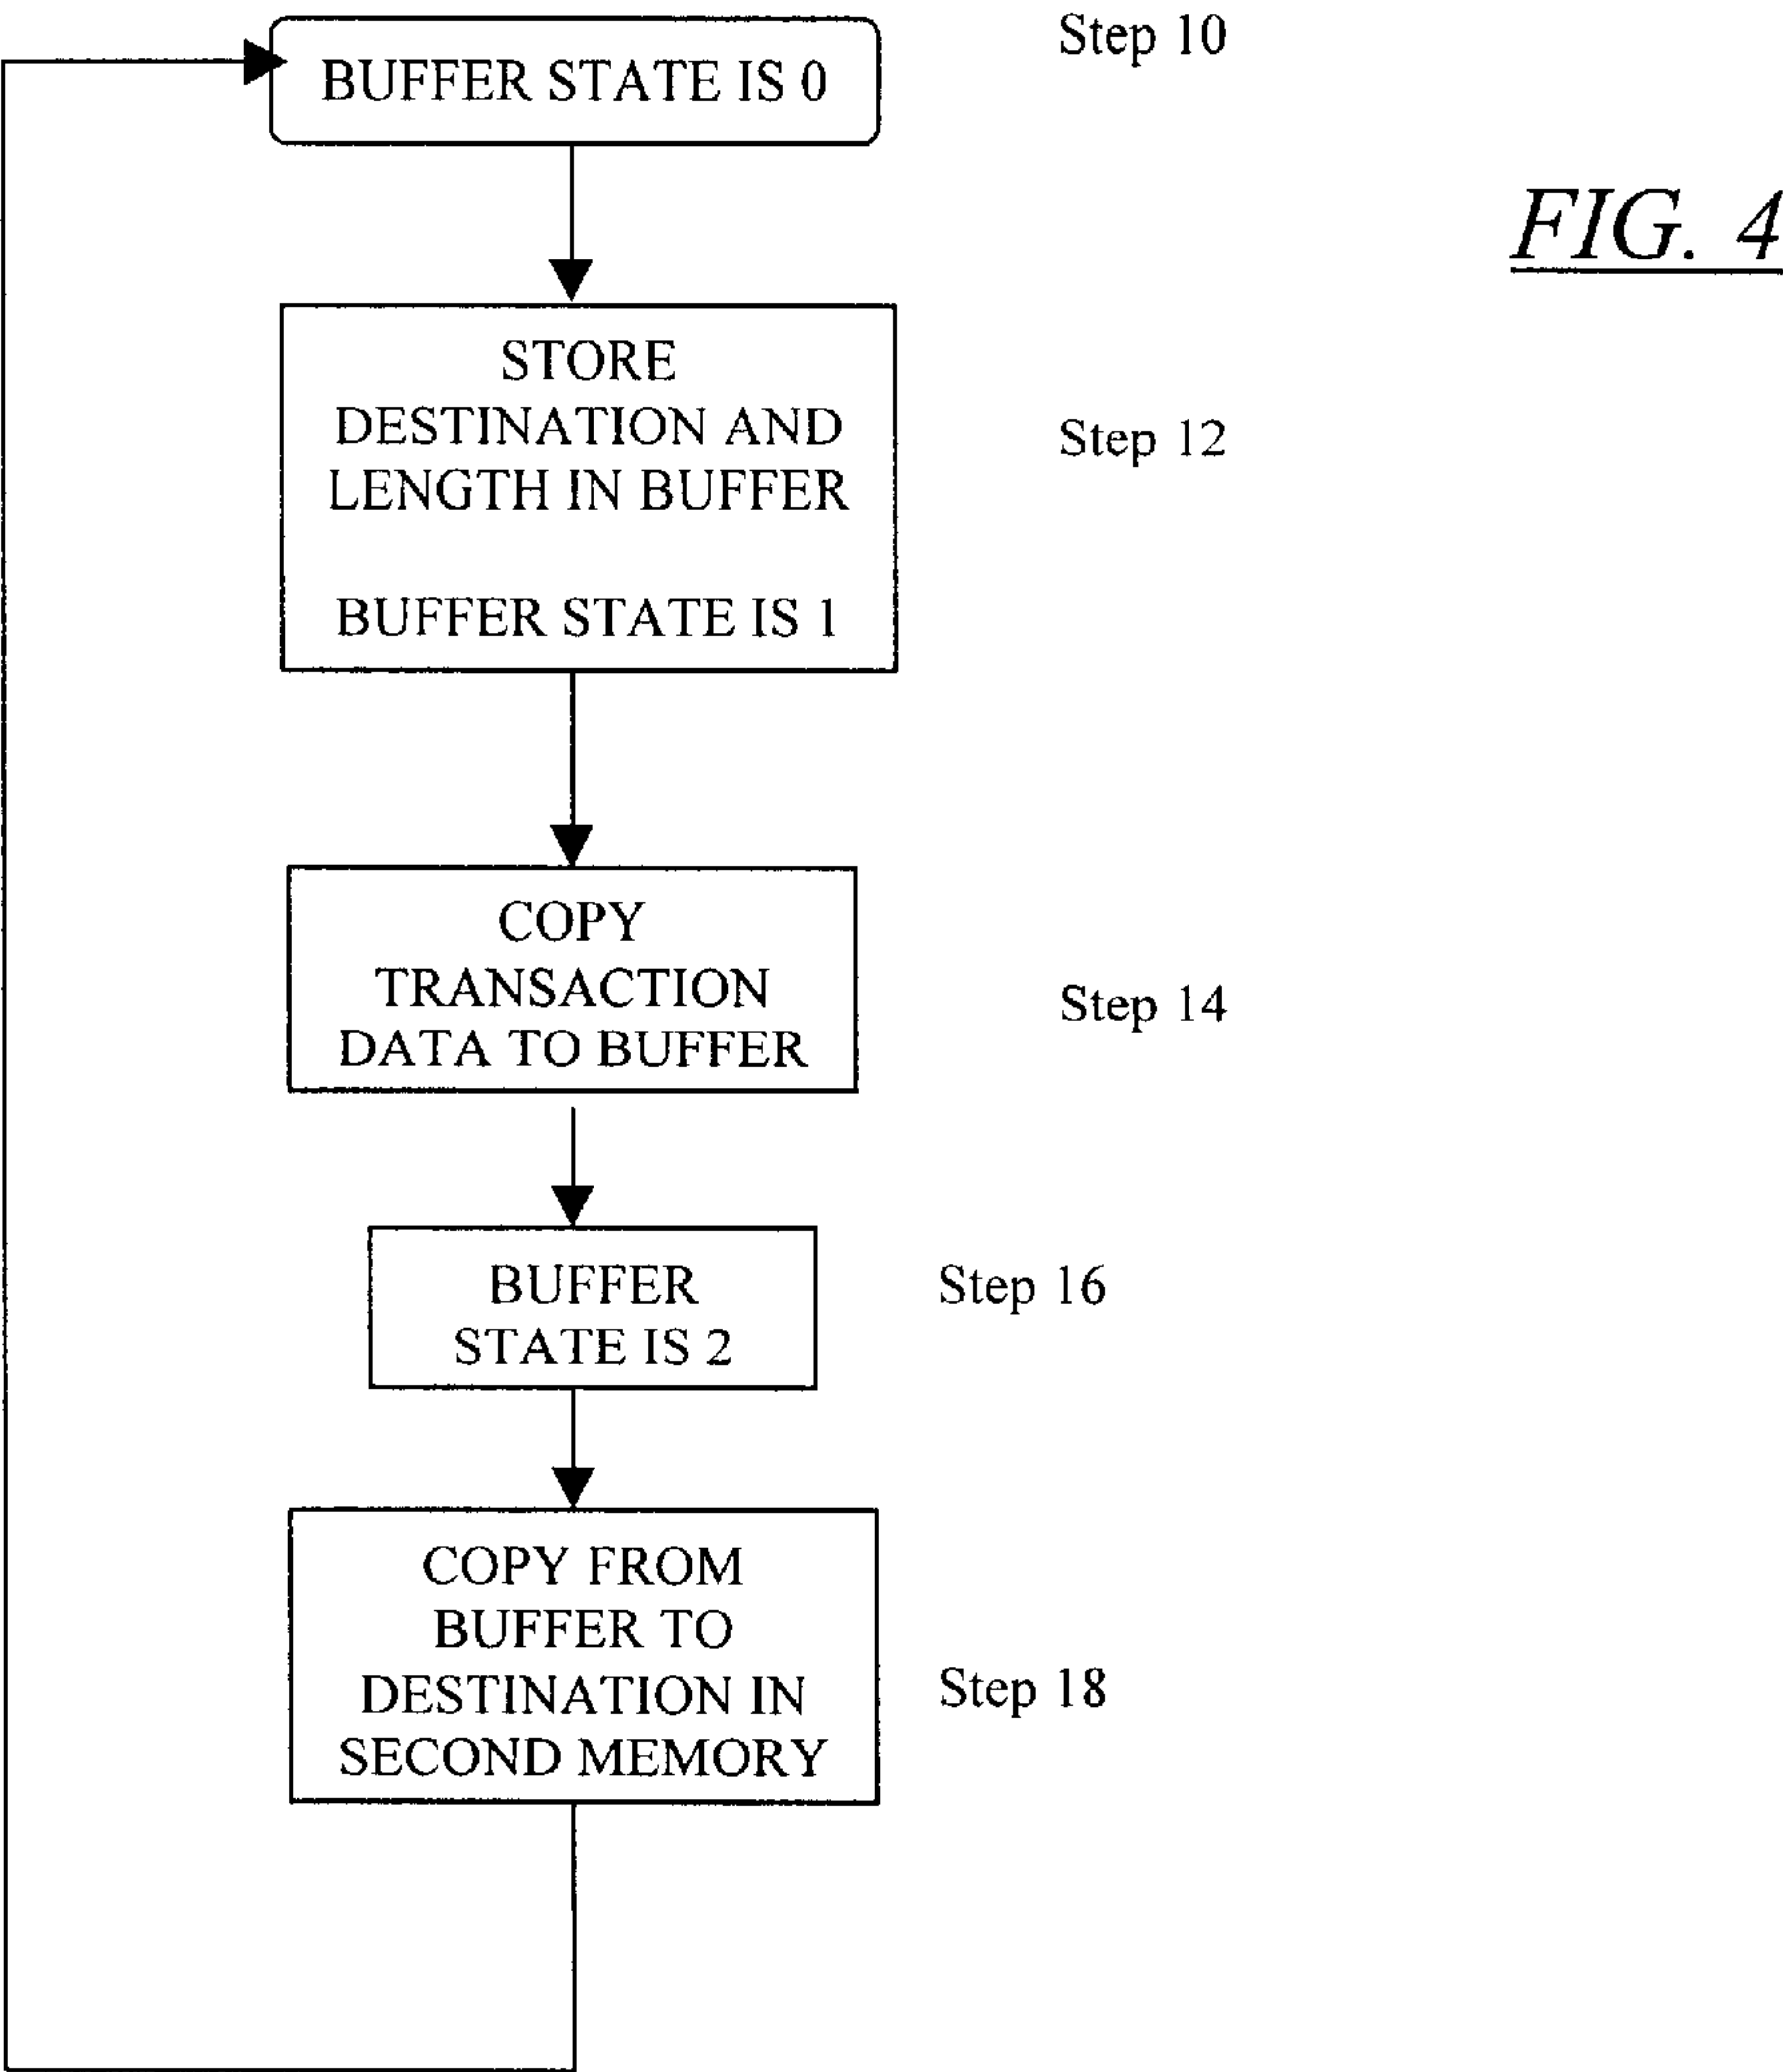 BUFFER STATE IS 0
Step 10
FIG. 4
STORE
DESTINATION AND
LENGTH IN BUFFER
BUFFER STATE IS 1
Step 12
COPY
TRANSACTION
DATA TO BUFFER
Step 14
BUFFER
STATE IS 2
Step 16
COPY FROM
BUFFER TO
DESTINATION IN
SECOND MEMORY
Step 18